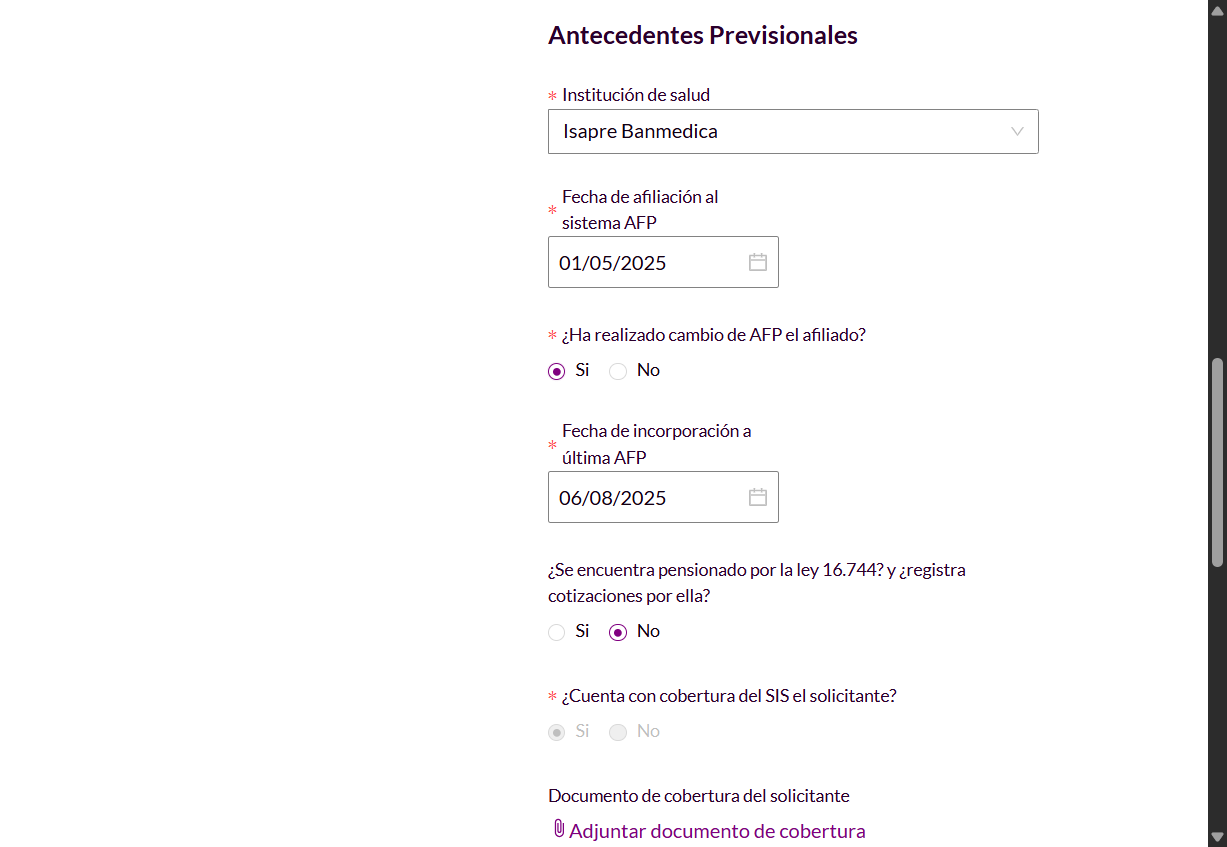 Antecedentes Previsionales
* Institución de salud
Isapre Banmedica
Fecha de afiliación al
* sistema AFP
01/05/2025
* ¿Ha realizado cambio de AFP el afiliado?
Si No
Fecha de incorporación a
* última AFP
06/08/2025
¿Se encuentra pensionado por la ley 16.744? y ¿registra
cotizaciones por ella?
Si No
* ¿Cuenta con cobertura del SIS el solicitante?
Si No
Documento de cobertura del solicitante
Adjuntar documento de cobertura